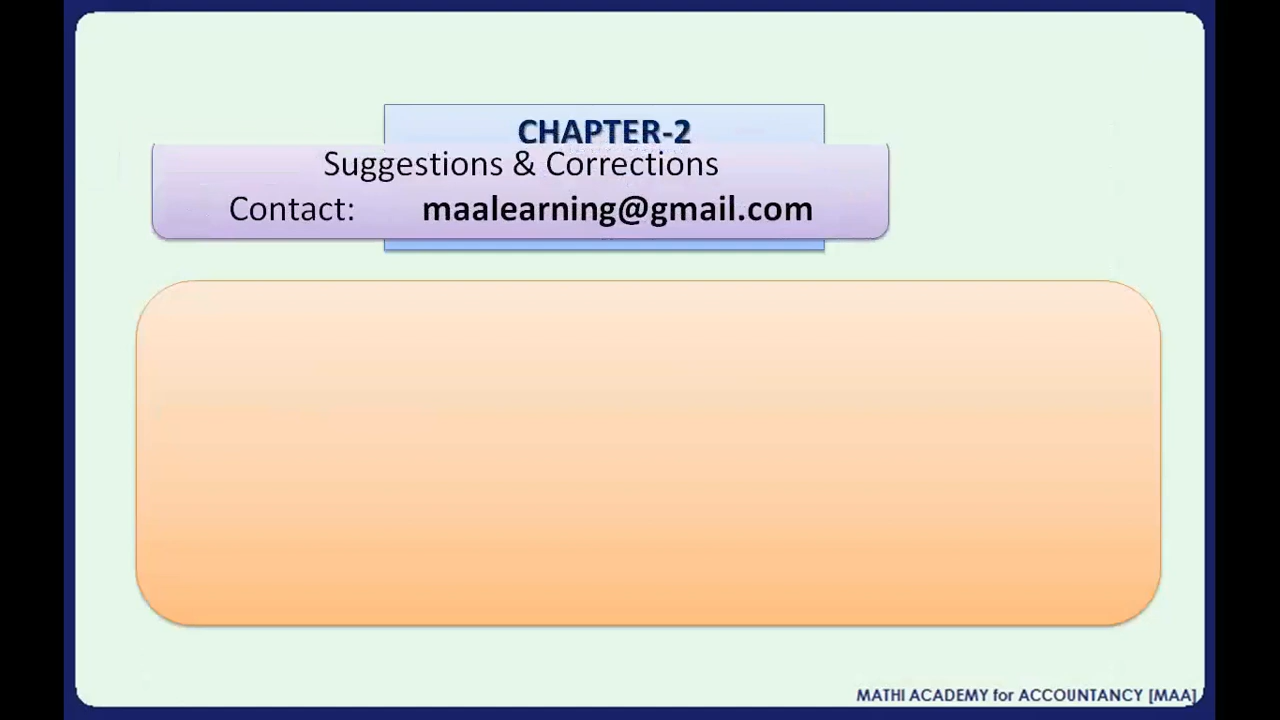 CHAPTER-2
Suggestions & Corrections
Contact: maalearning@gmail.com
MATHI ACADEMY for ACCOUNTANCY [MAA]